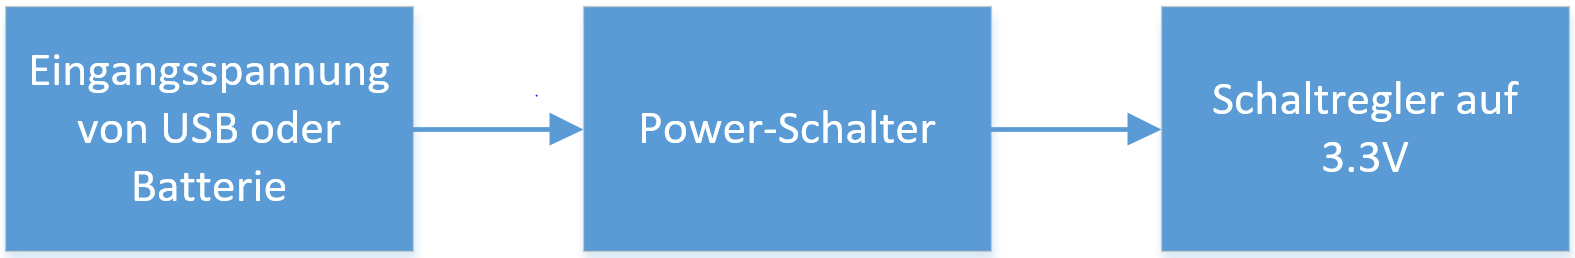 Eingangsspannung
von USB oder
Batterie
Power-Schalter
Schaltregler auf
3.3V